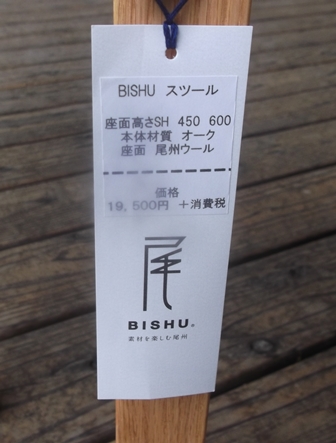 BISHU スツール
座面高さSH 450 600
本体材質 オーク
座面 尾州ウール
価格
19,500円 +消費税
尾
BISHU®
素材を楽しむ尾州